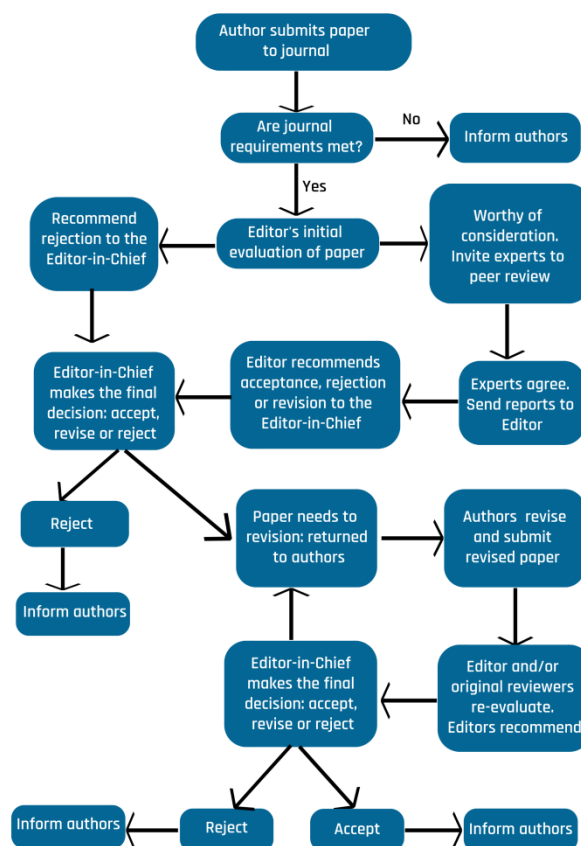 Author submits paper
to journal
Are journal
requirements met?
No
Inform authors
Yes
Recommend
rejection to the
Editor-in-Chief
Editor's initial
evaluation of paper
Worthy of
consideration.
Invite experts to
peer review
Editor-in-Chief
makes the final
decision: accept,
revise or reject
Editor recommends
acceptance, rejection
or revision to the
Editor-in-Chief
Experts agree.
Send reports to
Editor
Reject
Inform authors
Paper needs to
revision: returned
to authors
Authors revise
and submit
revised paper
Editor-in-Chief
makes the final
decision: accept,
revise or reject
Editor and/or
original reviewers
re-evaluate.
Editors recommend
Inform authors
Reject
Accept
Inform authors